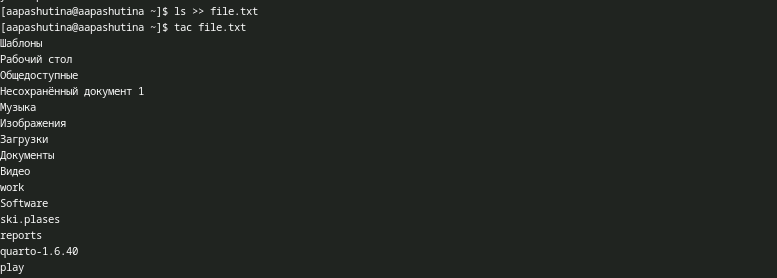 [aapashutina@aapashutina ~]$ ls >> file.txt
[aapashutina@aapashutina ~]$ tac file.txt
Шаблоны
Рабочий стол
Общедоступные
Несохранённый документ 1
Музыка
Изображения
Загрузки
Документы
Видео
work
Software
ski.plases
reports
quarto-1.6.40
play